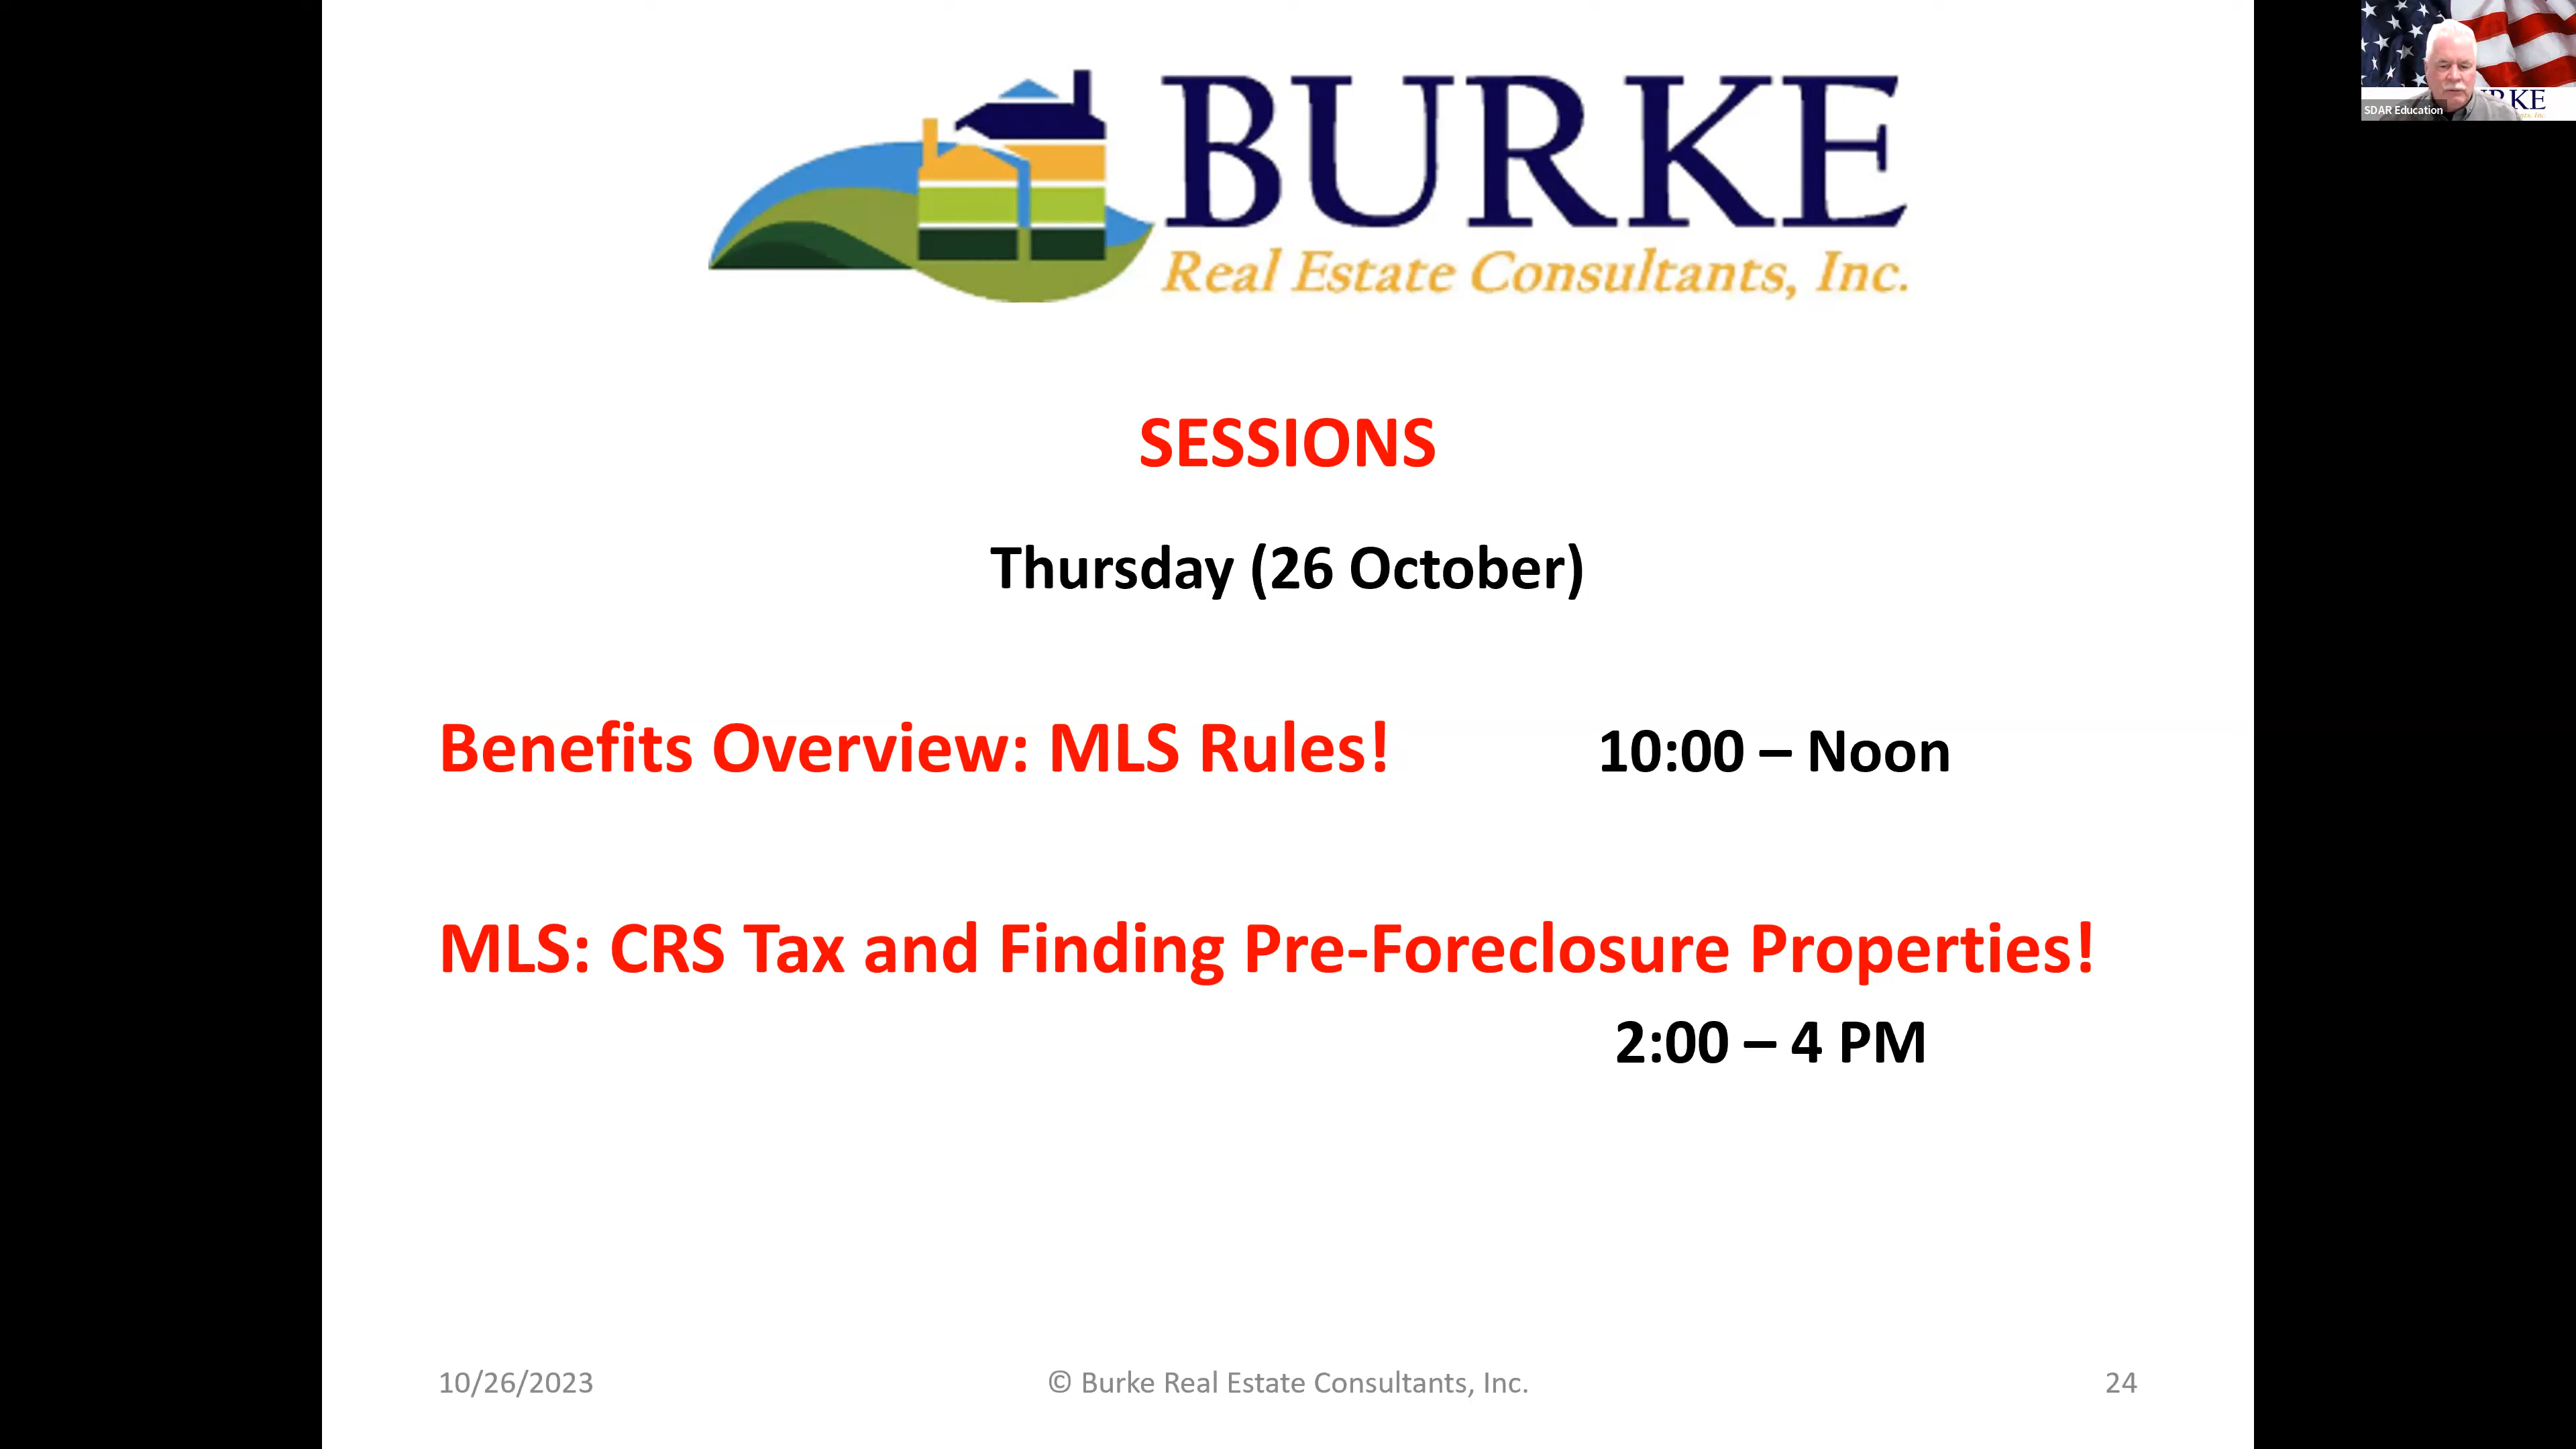 BURKE
Real Estate Consultants, Inc.
SDAR Education
RKE
SESSIONS
Thursday (26 October)
Benefits Overview: MLS Rules! 10:00 – Noon
MLS: CRS Tax and Finding Pre-Foreclosure Properties!
2:00 – 4 PM
10/26/2023 © Burke Real Estate Consultants, Inc. 24